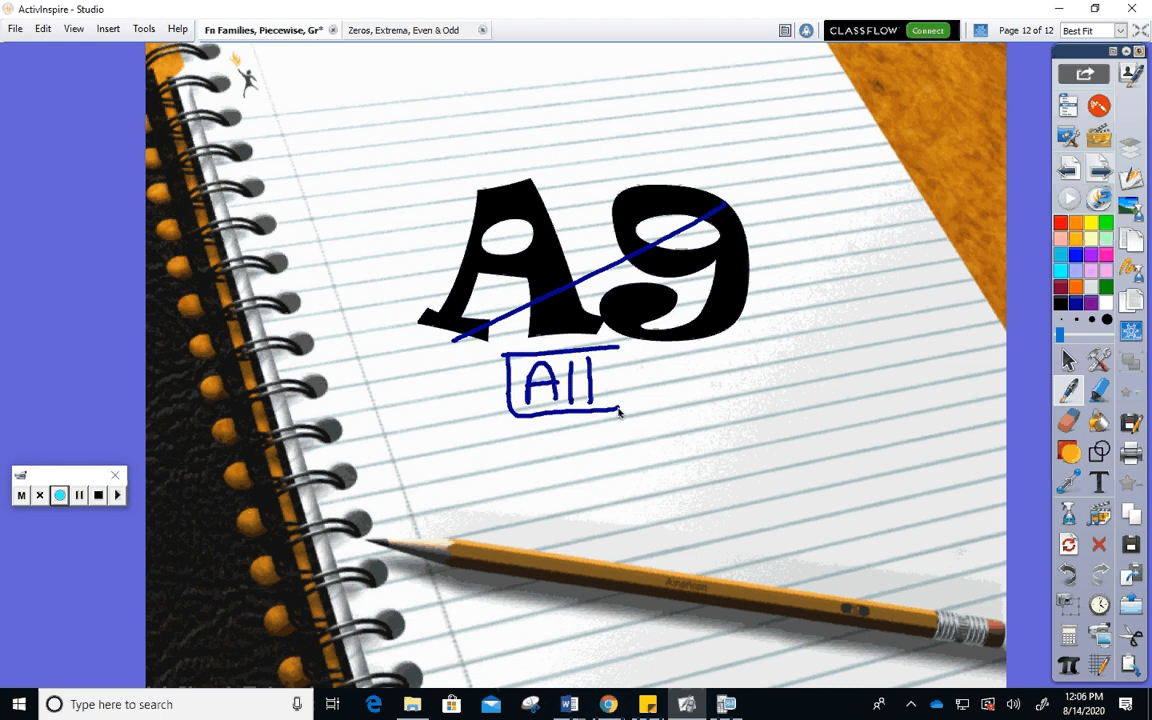 ActivInspire - Studio
File Edit View Insert Tools Help
Fn Families, Piecewise, Gr* Zeros, Extrema, Even & Odd
CLASSFLOW Connect
Page 12 of 12 Best Fit
A9
All
M
T
American
Type here to search
12:06 PM
8/14/2020